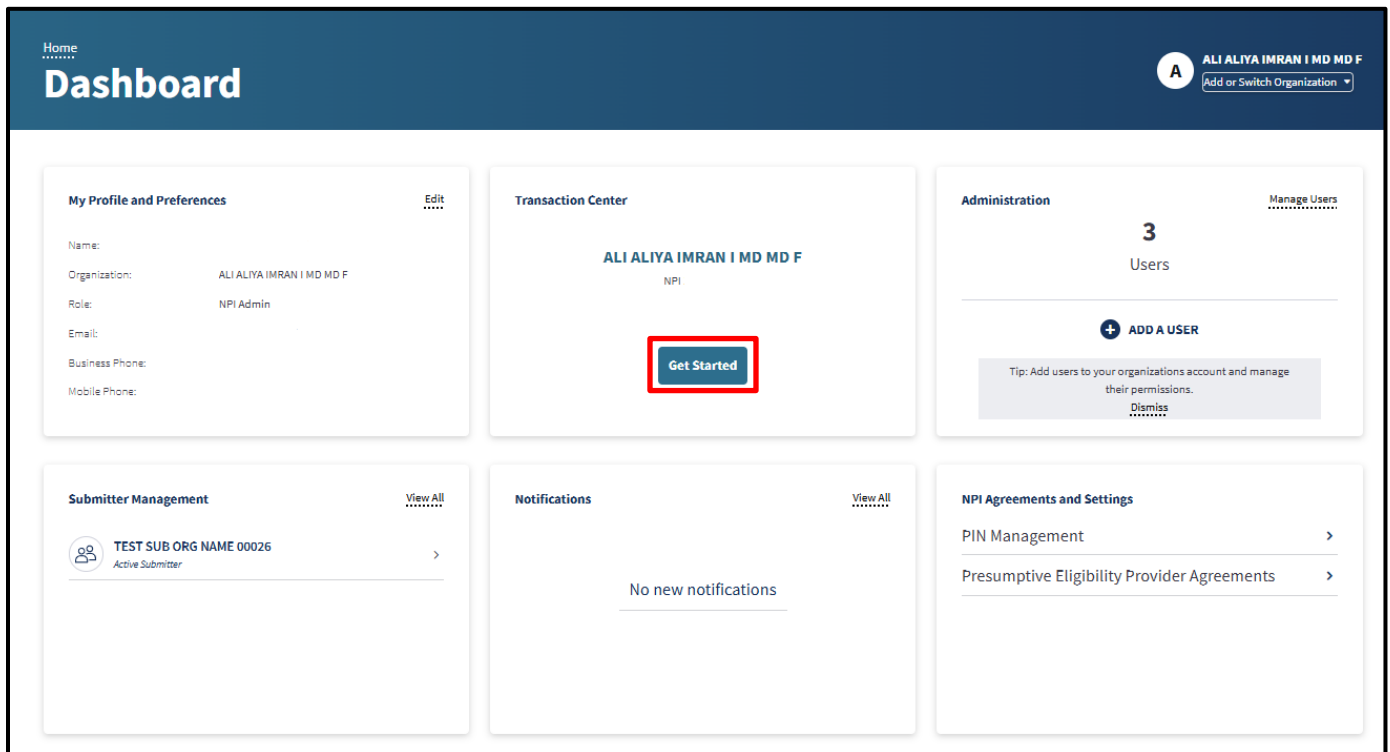 Home
Dashboard
A
ALI ALIYA IMRAN I MD MD F
Add or Switch Organization
My Profile and Preferences
Edit
Name:
Organization: ALI ALIYA IMRAN I MD MD F
Role: NPI Admin
Email:
Business Phone:
Mobile Phone:
Transaction Center
ALI ALIYA IMRAN I MD MD F
NPI
Get Started
Administration
Manage Users
3
Users
ADD A USER
Tip: Add users to your organizations account and manage
their permissions.
Dismiss
Submitter Management
View All
TEST SUB ORG NAME 00026
Active Submitter
Notifications
View All
No new notifications
NPI Agreements and Settings
PIN Management
Presumptive Eligibility Provider Agreements